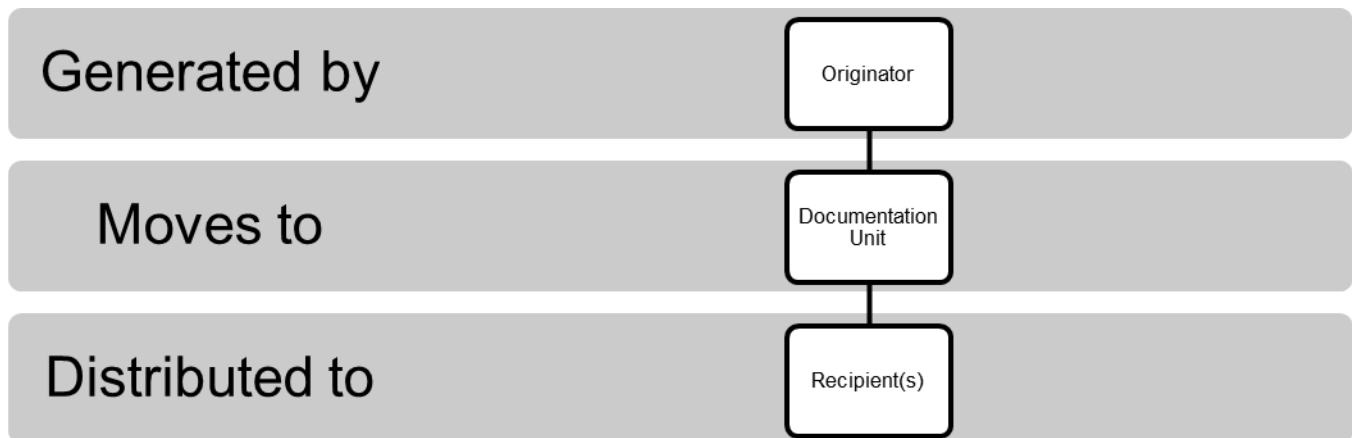 Generated by
Originator
Moves to
Documentation
Unit
Distributed to
Recipient(s)